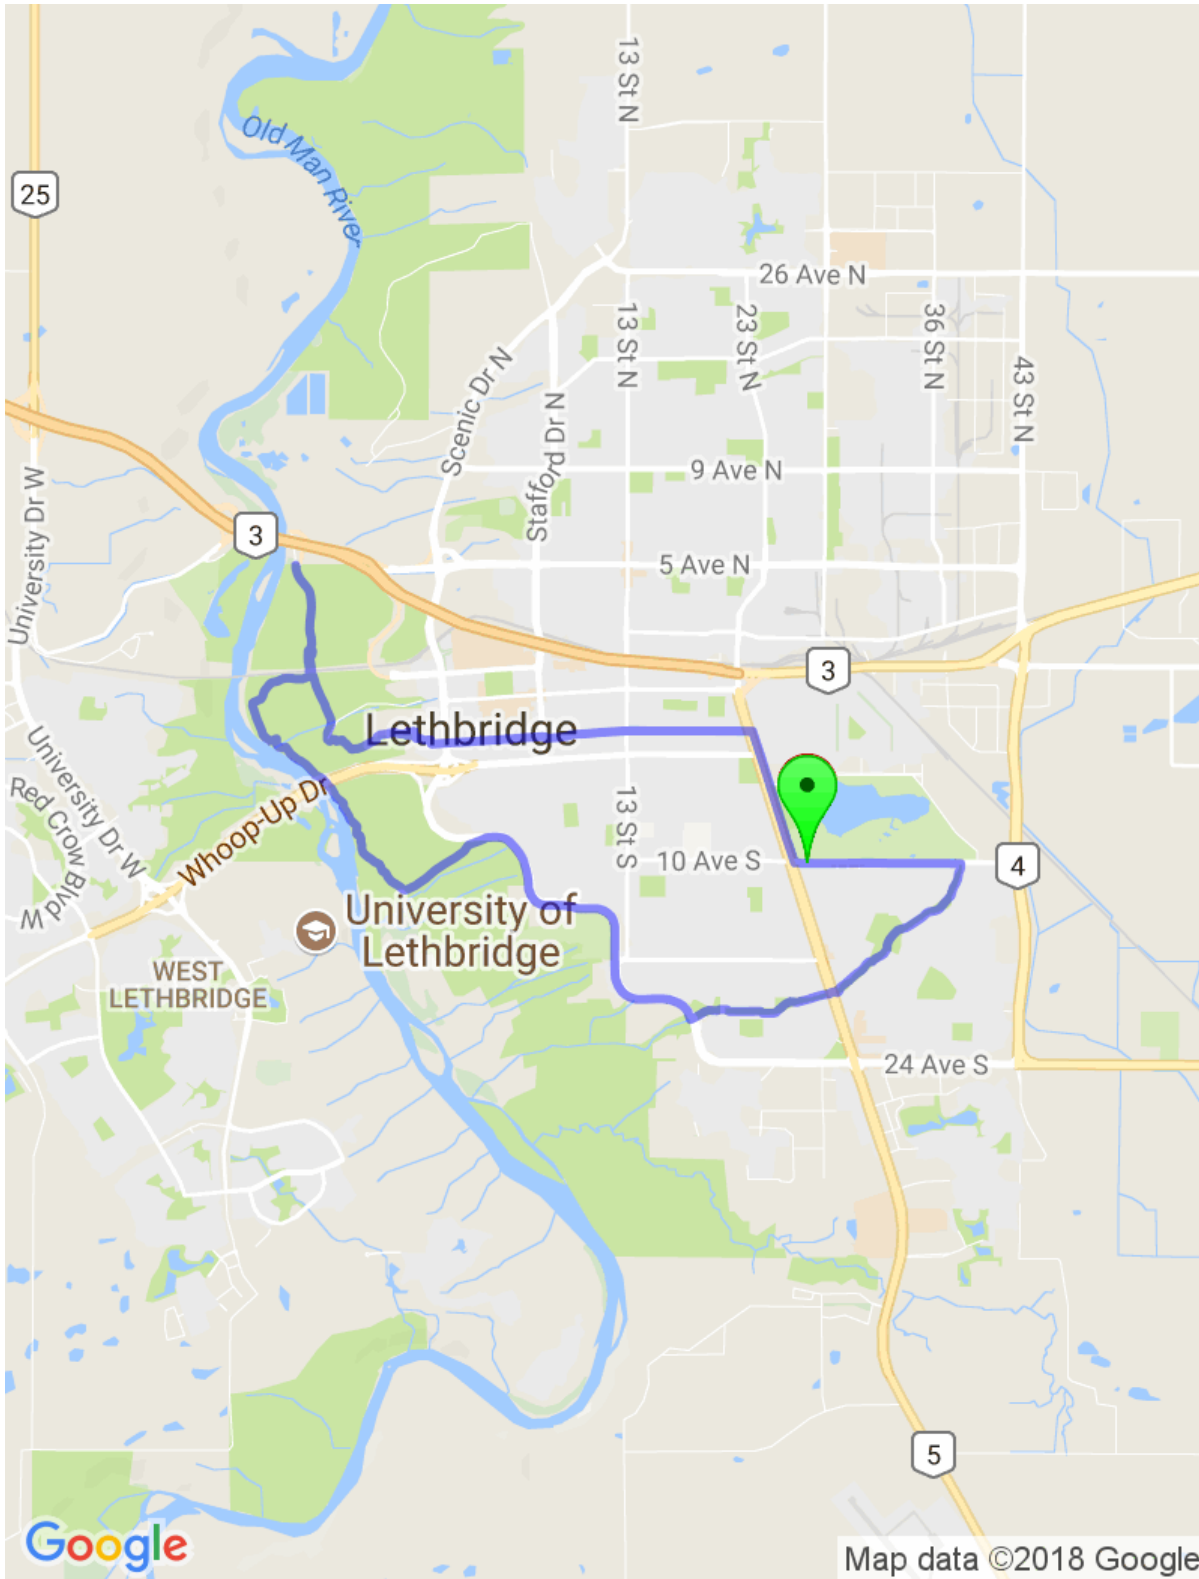 13 St N
Old Man River
25
26 Ave N
13 St N
23 St N
36 St N
43 St N
Scenic Dr N
Stafford Dr N
9 Ave N
University Dr W
3
5 Ave N
3
Lethbridge
University Dr W
Red Crow Blvd W
Whoop-Up Dr
13 St S
10 Ave S
4
University of
Lethbridge
WEST
LETHBRIDGE
24 Ave S
5
Google
Map data ©2018 Google